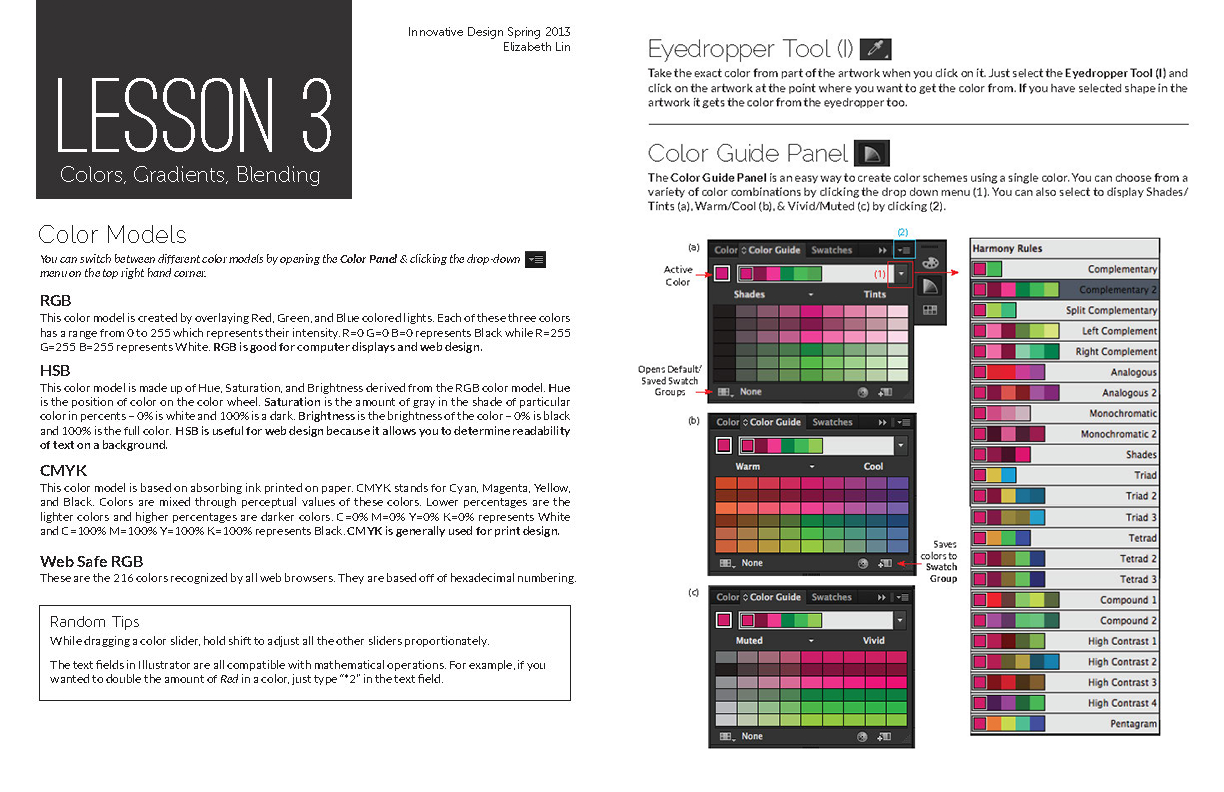 Innovative Design Spring 2013
Elizabeth Lin
LESSON 3
Colors, Gradients, Blending
Color Models
You can switch between different color models by opening the Color Panel & clicking the drop-down
menu on the top right hand corner.
RGB
This color model is created by overlaying Red, Green, and Blue colored lights. Each of these three colors
has a range from 0 to 255 which represents their intensity. R=0 G=0 B=0 represents Black while R=255
G=255 B=255 represents White. RGB is good for computer displays and web design.
HSB
This color model is made up of Hue, Saturation, and Brightness derived from the RGB color model. Hue
is the position of color on the color wheel. Saturation is the amount of gray in the shade of particular
color in percents – 0% is white and 100% is a dark. Brightness is the brightness of the color – 0% is black
and 100% is the full color. HSB is useful for web design because it allows you to determine readability
of text on a background.
CMYK
This color model is based on absorbing ink printed on paper. CMYK stands for Cyan, Magenta, Yellow,
and Black. Colors are mixed through perceptual values of these colors. Lower percentages are the
lighter colors and higher percentages are darker colors. C=0% M=0% Y=0% K=0% represents White
and C=100% M=100% Y=100% K=100% represents Black. CMYK is generally used for print design.
Web Safe RGB
These are the 216 colors recognized by all web browsers. They are based off of hexadecimal numbering.
Random Tips
While dragging a color slider, hold shift to adjust all the other sliders proportionately.
The text fields in Illustrator are all compatible with mathematical operations. For example, if you
wanted to double the amount of Red in a color, just type “*2” in the text field.
Eyedropper Tool (I)
Take the exact color from part of the artwork when you click on it. Just select the Eyedropper Tool (I) and
click on the artwork at the point where you want to get the color from. If you have selected shape in the
artwork it gets the color from the eyedropper too.
Color Guide Panel
The Color Guide Panel is an easy way to create color schemes using a single color. You can choose from a
variety of color combinations by clicking the drop down menu (1). You can also select to display Shades/
Tints (a), Warm/Cool (b), & Vivid/Muted (c) by clicking (2).
(2)
(a)
Color Color Guide Swatches
Active
Color
(1)
Shades Tints
Opens Default/
Saved Swatch
Groups
None
(b)
Color Color Guide Swatches
Warm Cool
Saves
colors to
Swatch
Group
None
(c)
Color Color Guide Swatches
Muted Vivid
None
Harmony Rules
Complementary
Complementary 2
Split Complementary
Left Complement
Right Complement
Analogous
Analogous 2
Monochromatic
Monochromatic 2
Shades
Triad
Triad 2
Triad 3
Tetrad
Tetrad 2
Tetrad 3
Compound 1
Compound 2
High Contrast 1
High Contrast 2
High Contrast 3
High Contrast 4
Pentagram